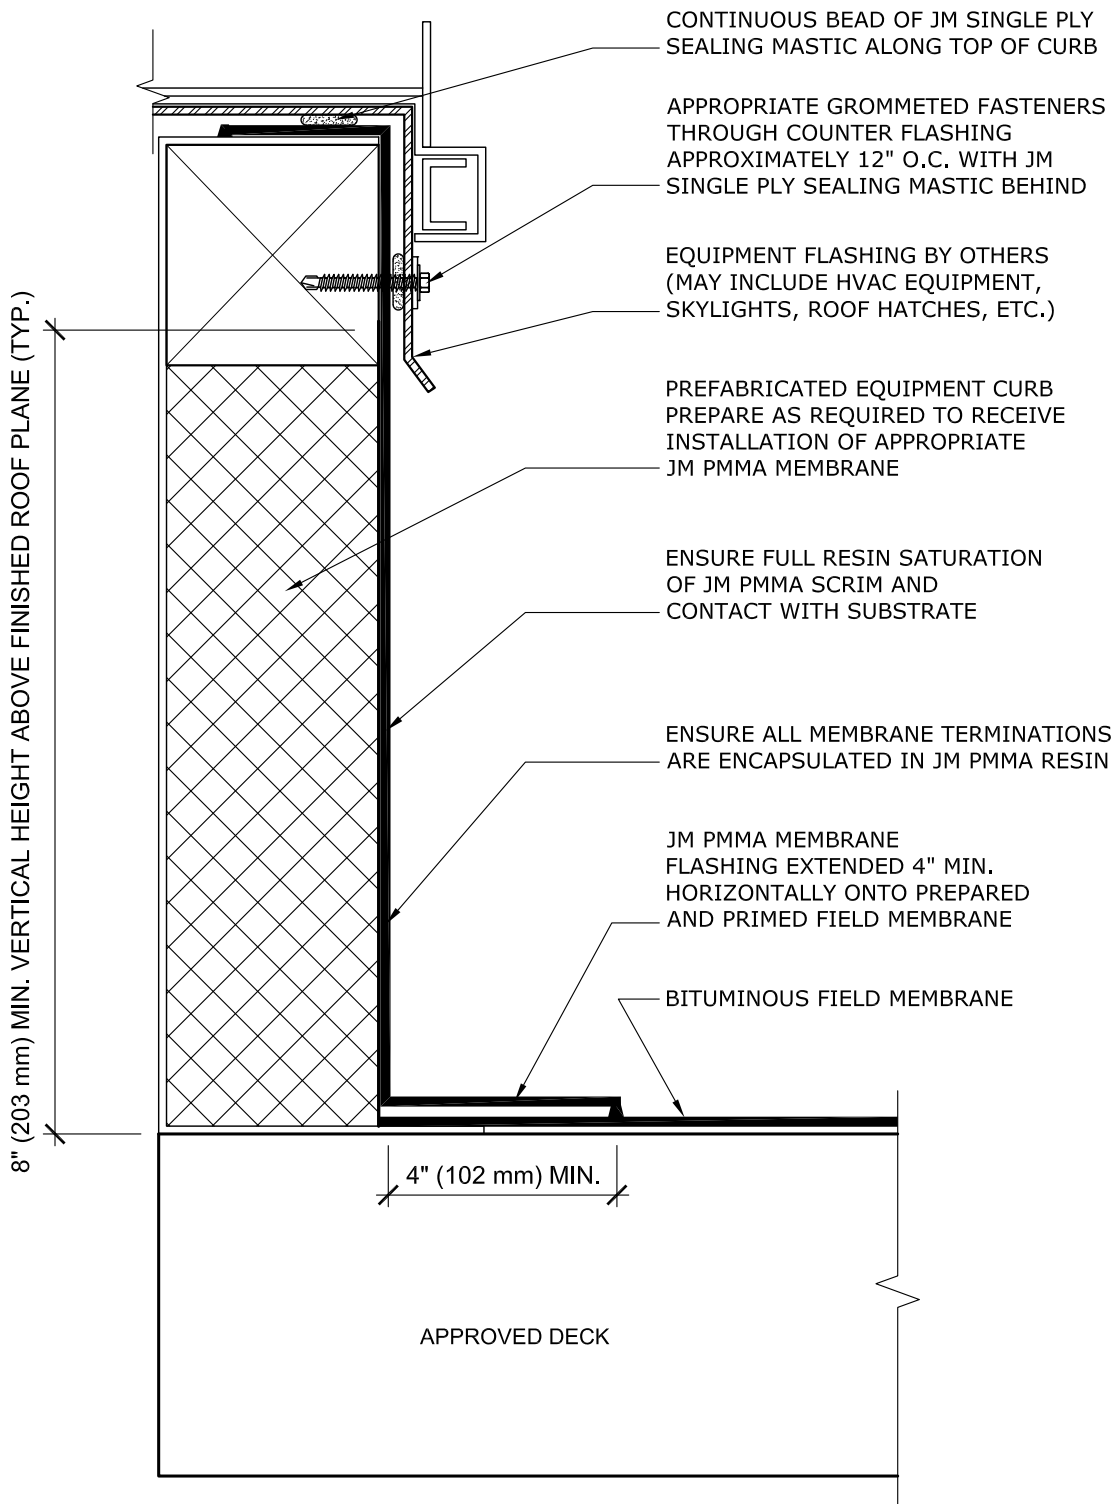 CONTINUOUS BEAD OF JM SINGLE PLY
SEALING MASTIC ALONG TOP OF CURB
APPROPRIATE GROMMETED FASTENERS
THROUGH COUNTER FLASHING
APPROXIMATELY 12" O.C. WITH JM
SINGLE PLY SEALING MASTIC BEHIND
EQUIPMENT FLASHING BY OTHERS
(MAY INCLUDE HVAC EQUIPMENT,
SKYLIGHTS, ROOF HATCHES, ETC.)
PREFABRICATED EQUIPMENT CURB
PREPARE AS REQUIRED TO RECEIVE
INSTALLATION OF APPROPRIATE
JM PMMA MEMBRANE
ENSURE FULL RESIN SATURATION
OF JM PMMA SCRIM AND
CONTACT WITH SUBSTRATE
ENSURE ALL MEMBRANE TERMINATIONS
ARE ENCAPSULATED IN JM PMMA RESIN
JM PMMA MEMBRANE
FLASHING EXTENDED 4" MIN.
HORIZONTALLY ONTO PREPARED
AND PRIMED FIELD MEMBRANE
BITUMINOUS FIELD MEMBRANE
8" (203 mm) MIN. VERTICAL HEIGHT ABOVE FINISHED ROOF PLANE (TYP.)
4" (102 mm) MIN.
APPROVED DECK